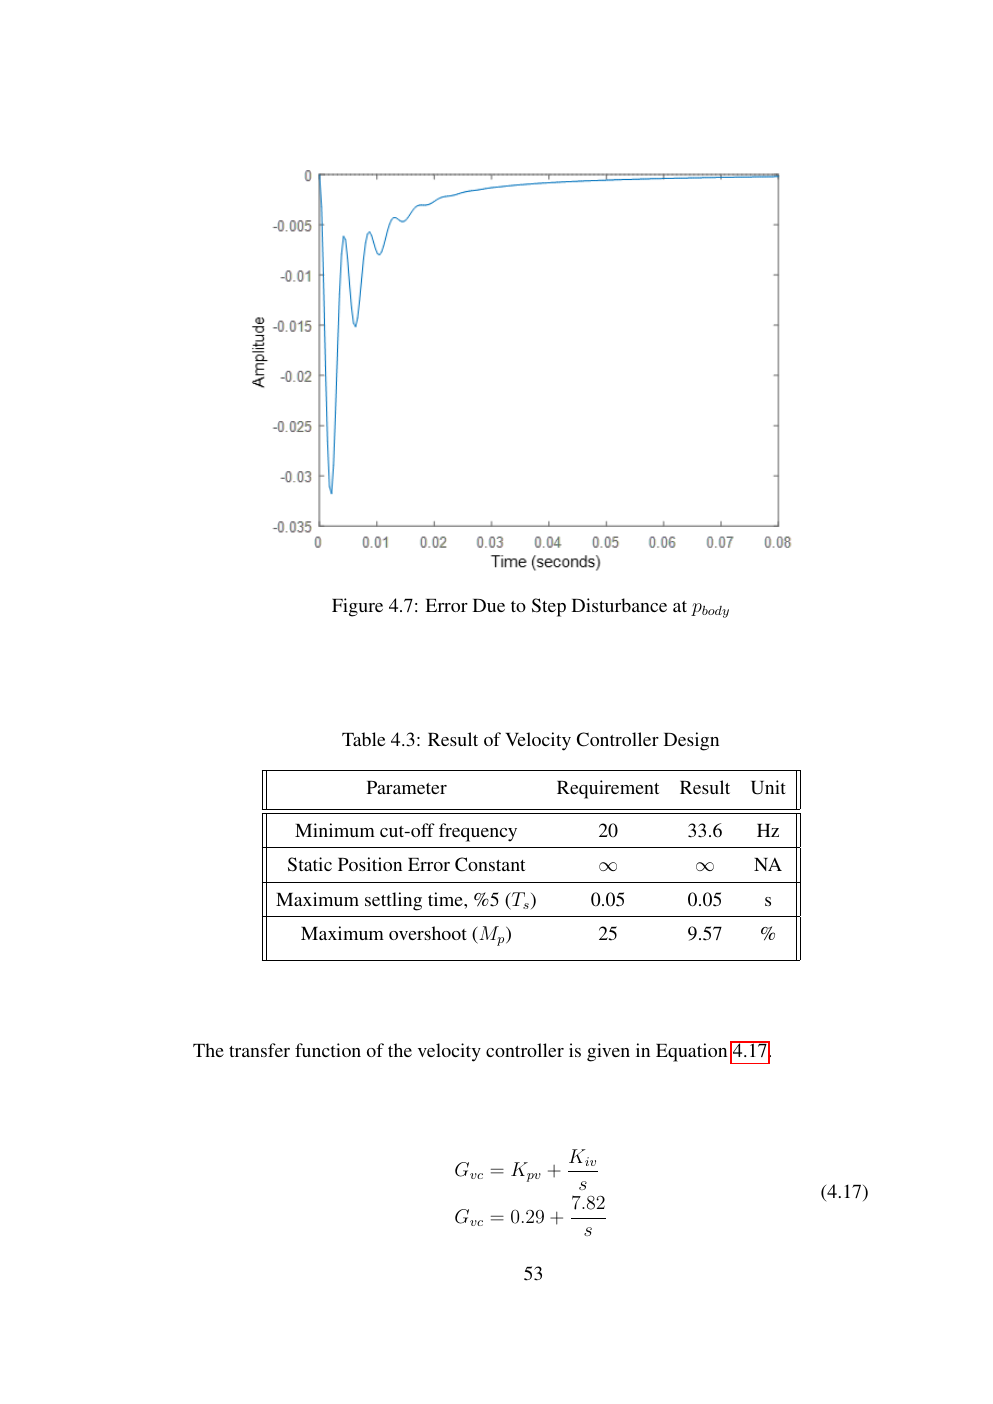 0
-0.005
-0.01
-0.015
-0.02
-0.025
-0.03
-0.035
Amplitude
0 0.01 0.02 0.03 0.04 0.05 0.06 0.07 0.08
Time (seconds)
Figure 4.7: Error Due to Step Disturbance at p_body
Table 4.3: Result of Velocity Controller Design
Parameter Requirement Result Unit
Minimum cut-off frequency 20 33.6 Hz
Static Position Error Constant ∞ ∞ NA
Maximum settling time, %5 (T_s) 0.05 0.05 s
Maximum overshoot (M_p) 25 9.57 %
The transfer function of the velocity controller is given in Equation 4.17.
G_vc = K_pv + K_iv / s
G_vc = 0.29 + 7.82 / s
(4.17)
53